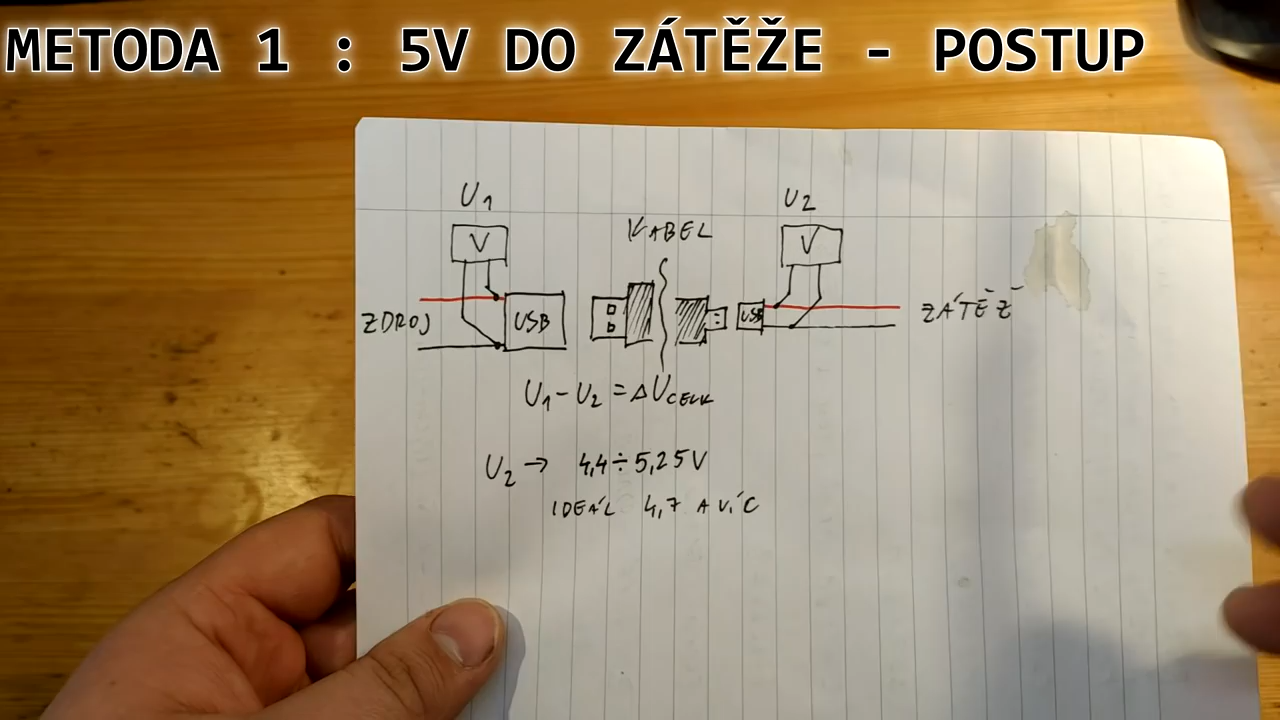 METODA 1 : 5V DO ZÁTĚŽE - POSTUP
U1 U2
V KABEL V
ZDROJ USB USB ZÁTĚŽ
U1 - U2 = ΔUCELK
U2 → 4,4 ÷ 5,25V
IDEÁL 4,7 A VÍC